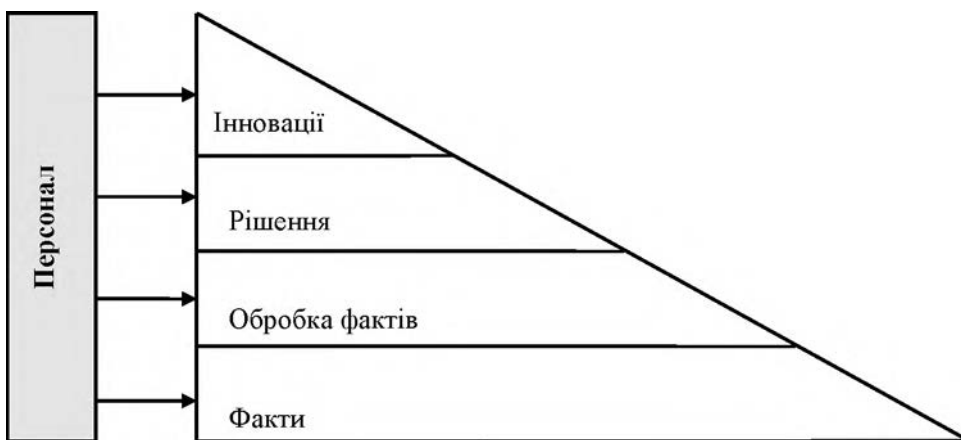 Персонал
Інновації
Рішення
Обробка фактів
Факти